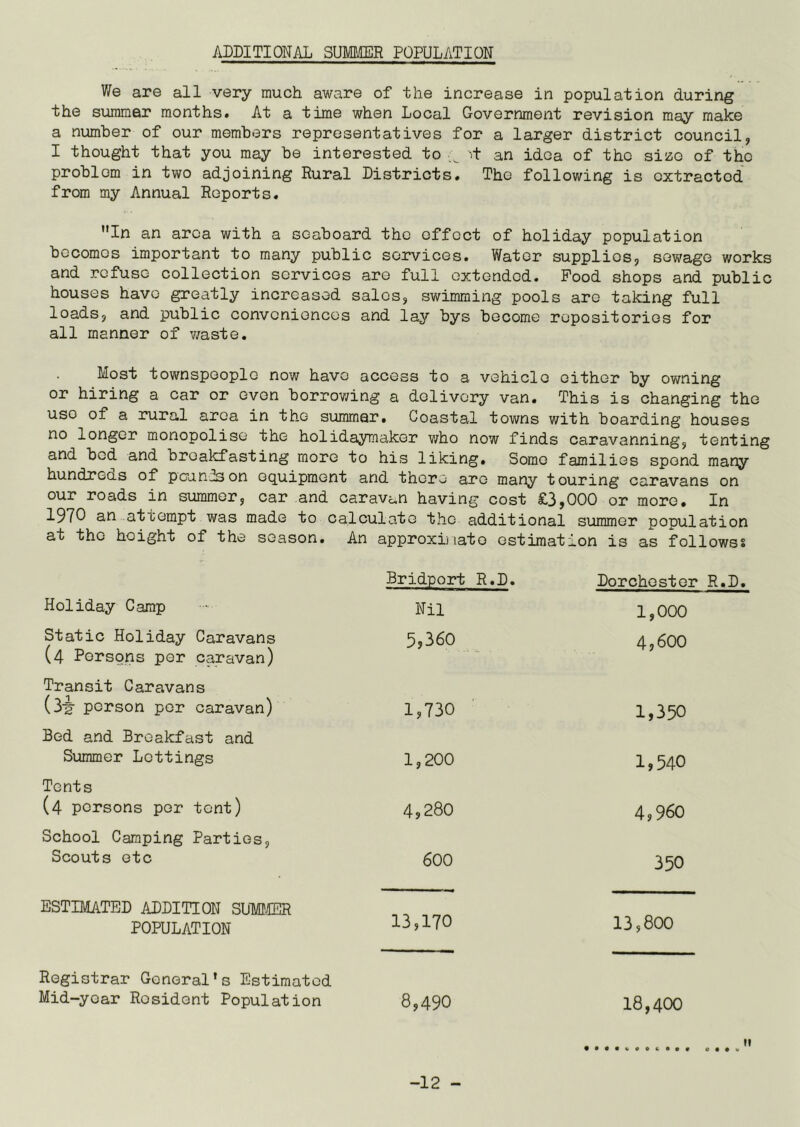 ADDITIONAL SUMMER POPULATION
We are all very much aware of the increase in population during
the summer months. At a time when Local Government revision may make
a number of our members representatives for a larger district council,
I thought that you may be interested to an idea of the size of the
problem in two adjoining Rural Districts. The following is extracted
from my Annual Reports.
"In an area with a seaboard the effect of holiday population
becomes important to many public services. Water supplies, sewage works
and refuse collection services are full extended. Food shops and public
houses have greatly increased sales, swimming pools are taking full
loads, and public conveniences and lay bys become repositories for
all manner of waste.
Most townspeople now have access to a vehicle either by owning
or hiring a car or even borrowing a delivery van. This is changing the
use of a rural area in the summer. Coastal towns with boarding houses
no longer monopolise the holidaymaker who now finds caravanning, tenting
and bed and breakfasting more to his liking. Some families spend many
hundreds of pounds on equipment and there are many touring caravans on
our roads in summer, car and caravan having cost £3,000 or more. In
1970 an attempt was made to calculate the additional summer population
at the height of the season. An approximate estimation is as follows:
Bridport R.D. Dorchester R.D.
Holiday Camp - Nil 1,000
Static Holiday Caravans 5,360 4,600
(4 Persons per caravan)
Transit Caravans
(3½ person per caravan) 1,730 1,350
Bed and Breakfast and
Summer Lettings 1,200 1,540
Tents
(4 persons per tent) 4,280 4,960
School Camping Parties,
Scouts etc 600 350
ESTIMATED ADDITION SUMMER
POPULATION 13,170 13,800
Registrar General's Estimated
Mid-year Resident Population 8,490 18,400
..............."
-12 -